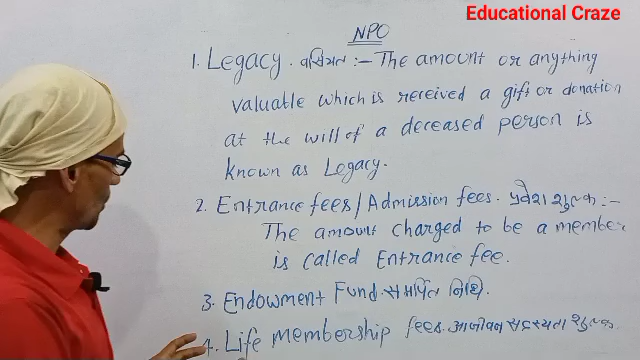 Educational Craze
NPO
1. Legacy. वसियत :- The amount or anything
valuable which is received a gift or donation
at the will of a deceased person is
known as Legacy.
2. Entrance fees/Admission fees. प्रवेश शुल्क :-
The amount charged to be a member
is called Entrance fee.
3. Endowment Fund. समर्पित निधि.
4. Life membership fees. आजीवन सदस्यता शुल्क.